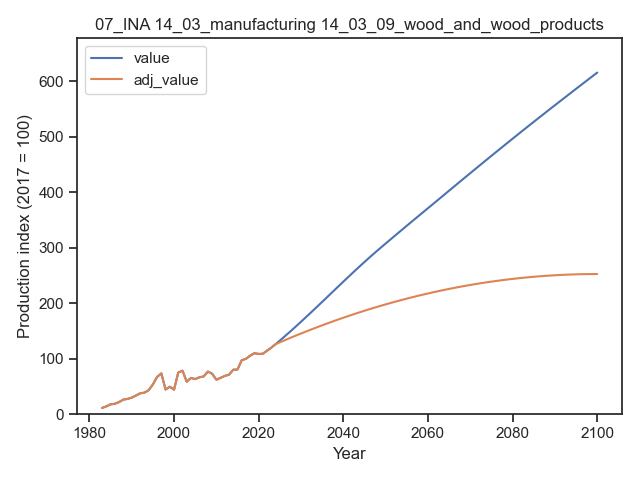 07_INA 14_03_manufacturing 14_03_09_wood_and_wood_products
value
adj_value
Production index (2017 = 100)
600
500
400
300
200
100
0
1980 2000 2020 2040 2060 2080 2100
Year